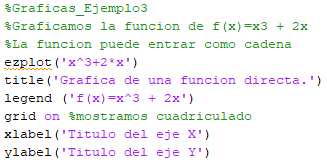 %Graficas_Ejemplo3
%Graficamos la funcion de f(x)=x3 + 2x
%La funcion puede entrar como cadena
ezplot('x^3+2*x')
title('Grafica de una funcion directa.')
legend ('f(x)=x^3 + 2x')
grid on %mostramos cuadriculado
xlabel('Titulo del eje X')
ylabel('Titulo del eje Y')